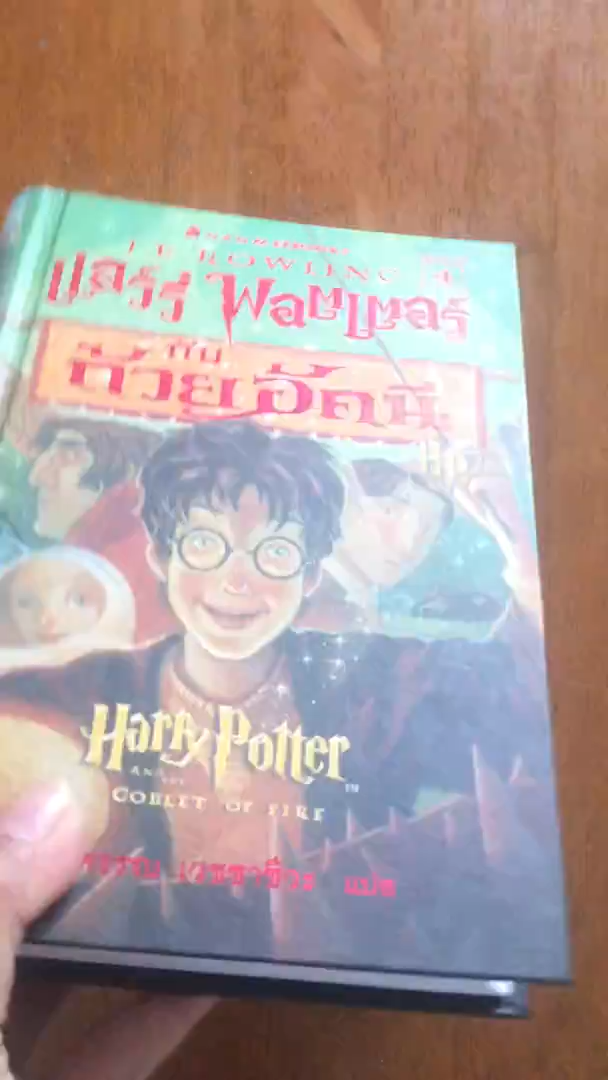 NANMEEBOOKS
J.K. ROWLING
แฮร์รี่ พอตเตอร์
กับ
ถ้วยอัคนี
Harry Potter
AND THE
GOBLET OF FIRE
แปล